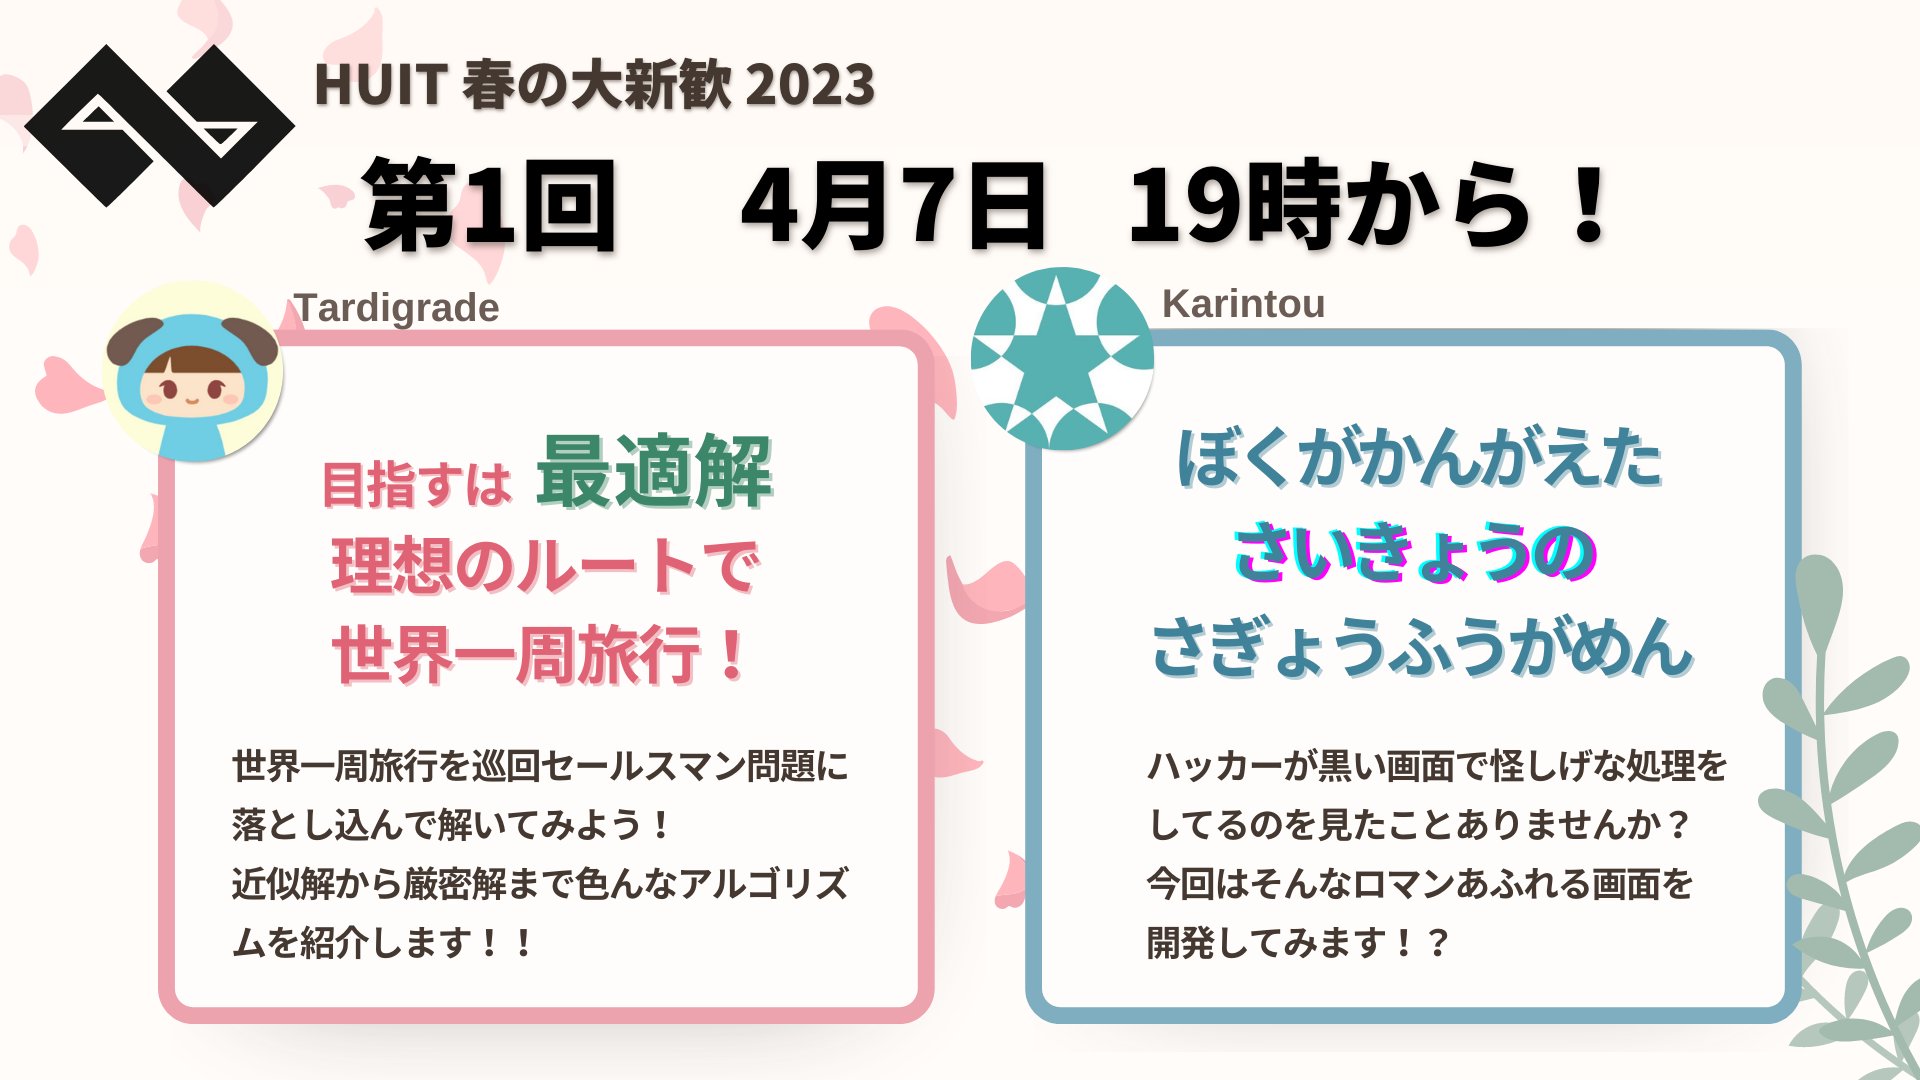 HUIT 春の大新歓 2023
第1回 4月7日 19時から！
Tardigrade
目指すは 最適解
理想のルートで
世界一周旅行！
世界一周旅行を巡回セールスマン問題に
落とし込んで解いてみよう！
近似解から厳密解まで色んなアルゴリズ
ムを紹介します！！
Karintou
ぼくがかんがえた
さいきょうの
さぎょうふうがめん
ハッカーが黒い画面で怪しげな処理を
してるのを見たことありませんか？
今回はそんなロマンあふれる画面を
開発してみます！？